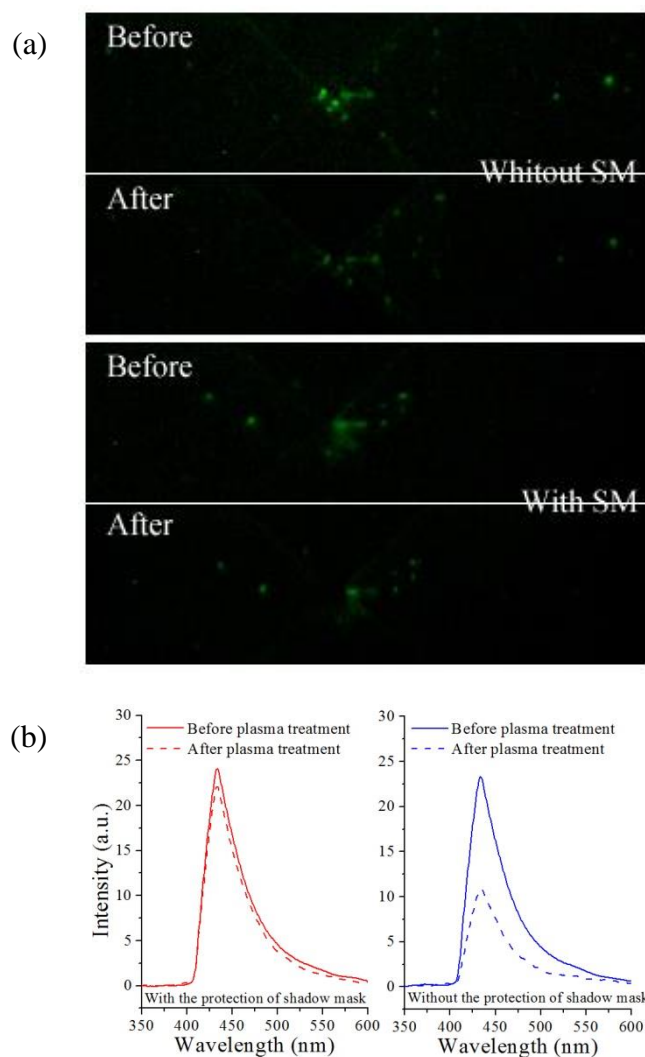 (a)
Before
Whitout SM
After
Before
With SM
After
(b)
30
25
20
15
10
5
0
Intensity (a.u.)
Before plasma treatment
After plasma treatment
With the protection of shadow mask
350 400 450 500 550 600
Wavelength (nm)
30
25
20
15
10
5
0
Before plasma treatment
After plasma treatment
Without the protection of shadow mask
350 400 450 500 550 600
Wavelength (nm)